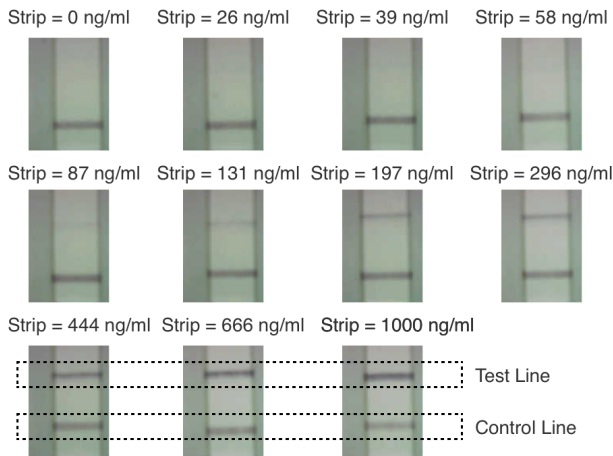 Strip = 0 ng/ml Strip = 26 ng/ml Strip = 39 ng/ml Strip = 58 ng/ml
Strip = 87 ng/ml Strip = 131 ng/ml Strip = 197 ng/ml Strip = 296 ng/ml
Strip = 444 ng/ml Strip = 666 ng/ml Strip = 1000 ng/ml
Test Line
Control Line